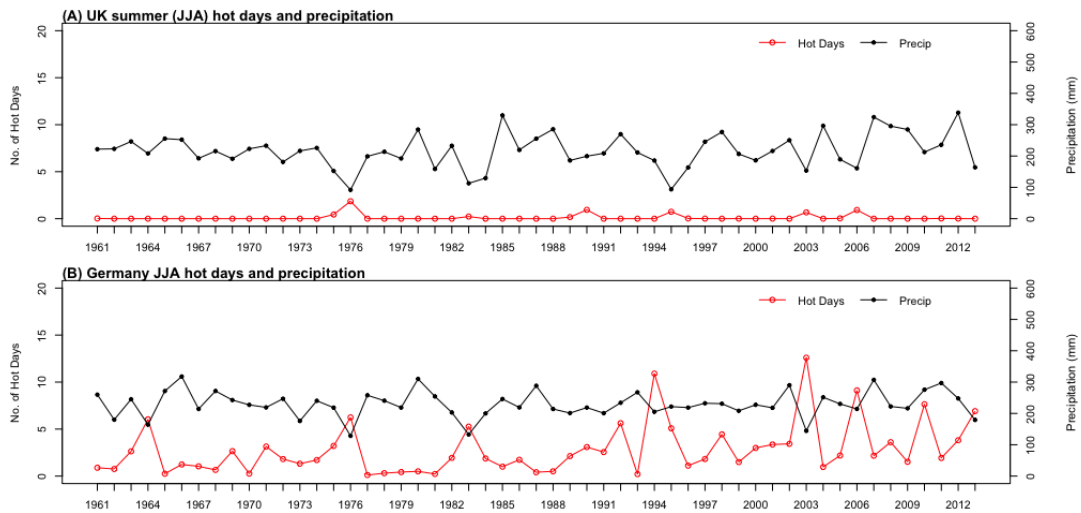 (A) UK summer (JJA) hot days and precipitation
20
15
10
5
0
No. of Hot Days
Hot Days
Precip
600
500
400
300
200
100
0
Precipitation (mm)
1961 1964 1967 1970 1973 1976 1979 1982 1985 1988 1991 1994 1997 2000 2003 2006 2009 2012
(B) Germany JJA hot days and precipitation
20
15
10
5
0
No. of Hot Days
Hot Days
Precip
600
500
400
300
200
100
0
Precipitation (mm)
1961 1964 1967 1970 1973 1976 1979 1982 1985 1988 1991 1994 1997 2000 2003 2006 2009 2012